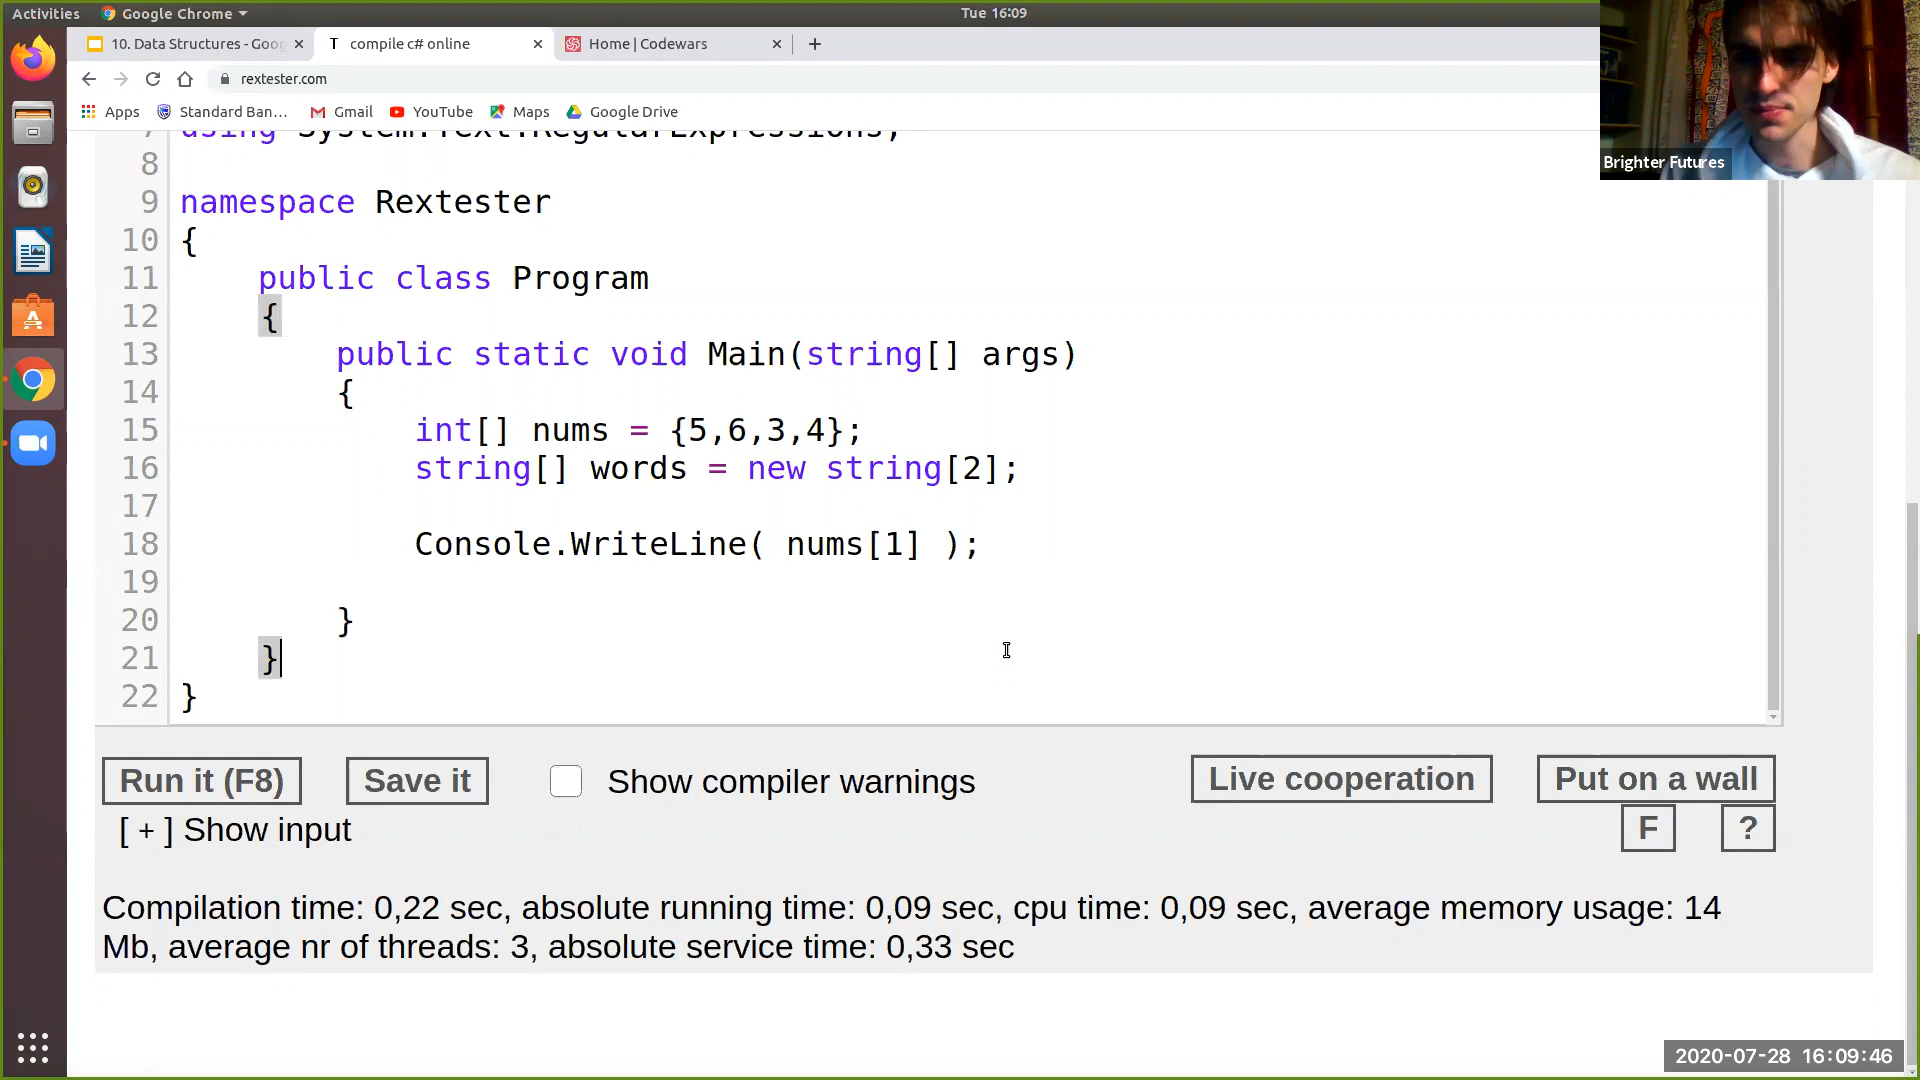 Activities
Google Chrome
Tue 16:09
10. Data Structures - Goog
compile c# online
Home | Codewars
rextester.com
Apps
Standard Ban...
Gmail
YouTube
Maps
Google Drive
Brighter Futures
7 using System.Text.RegularExpressions;
8
9 namespace Rextester
10 {
11 public class Program
12 {
13 public static void Main(string[] args)
14 {
15 int[] nums = {5,6,3,4};
16 string[] words = new string[2];
17
18 Console.WriteLine( nums[1] );
19
20 }
21 }
22 }
Run it (F8)
Save it
Show compiler warnings
Live cooperation
Put on a wall
[ + ] Show input
F
?
Compilation time: 0,22 sec, absolute running time: 0,09 sec, cpu time: 0,09 sec, average memory usage: 14
Mb, average nr of threads: 3, absolute service time: 0,33 sec
2020-07-28 16:09:46